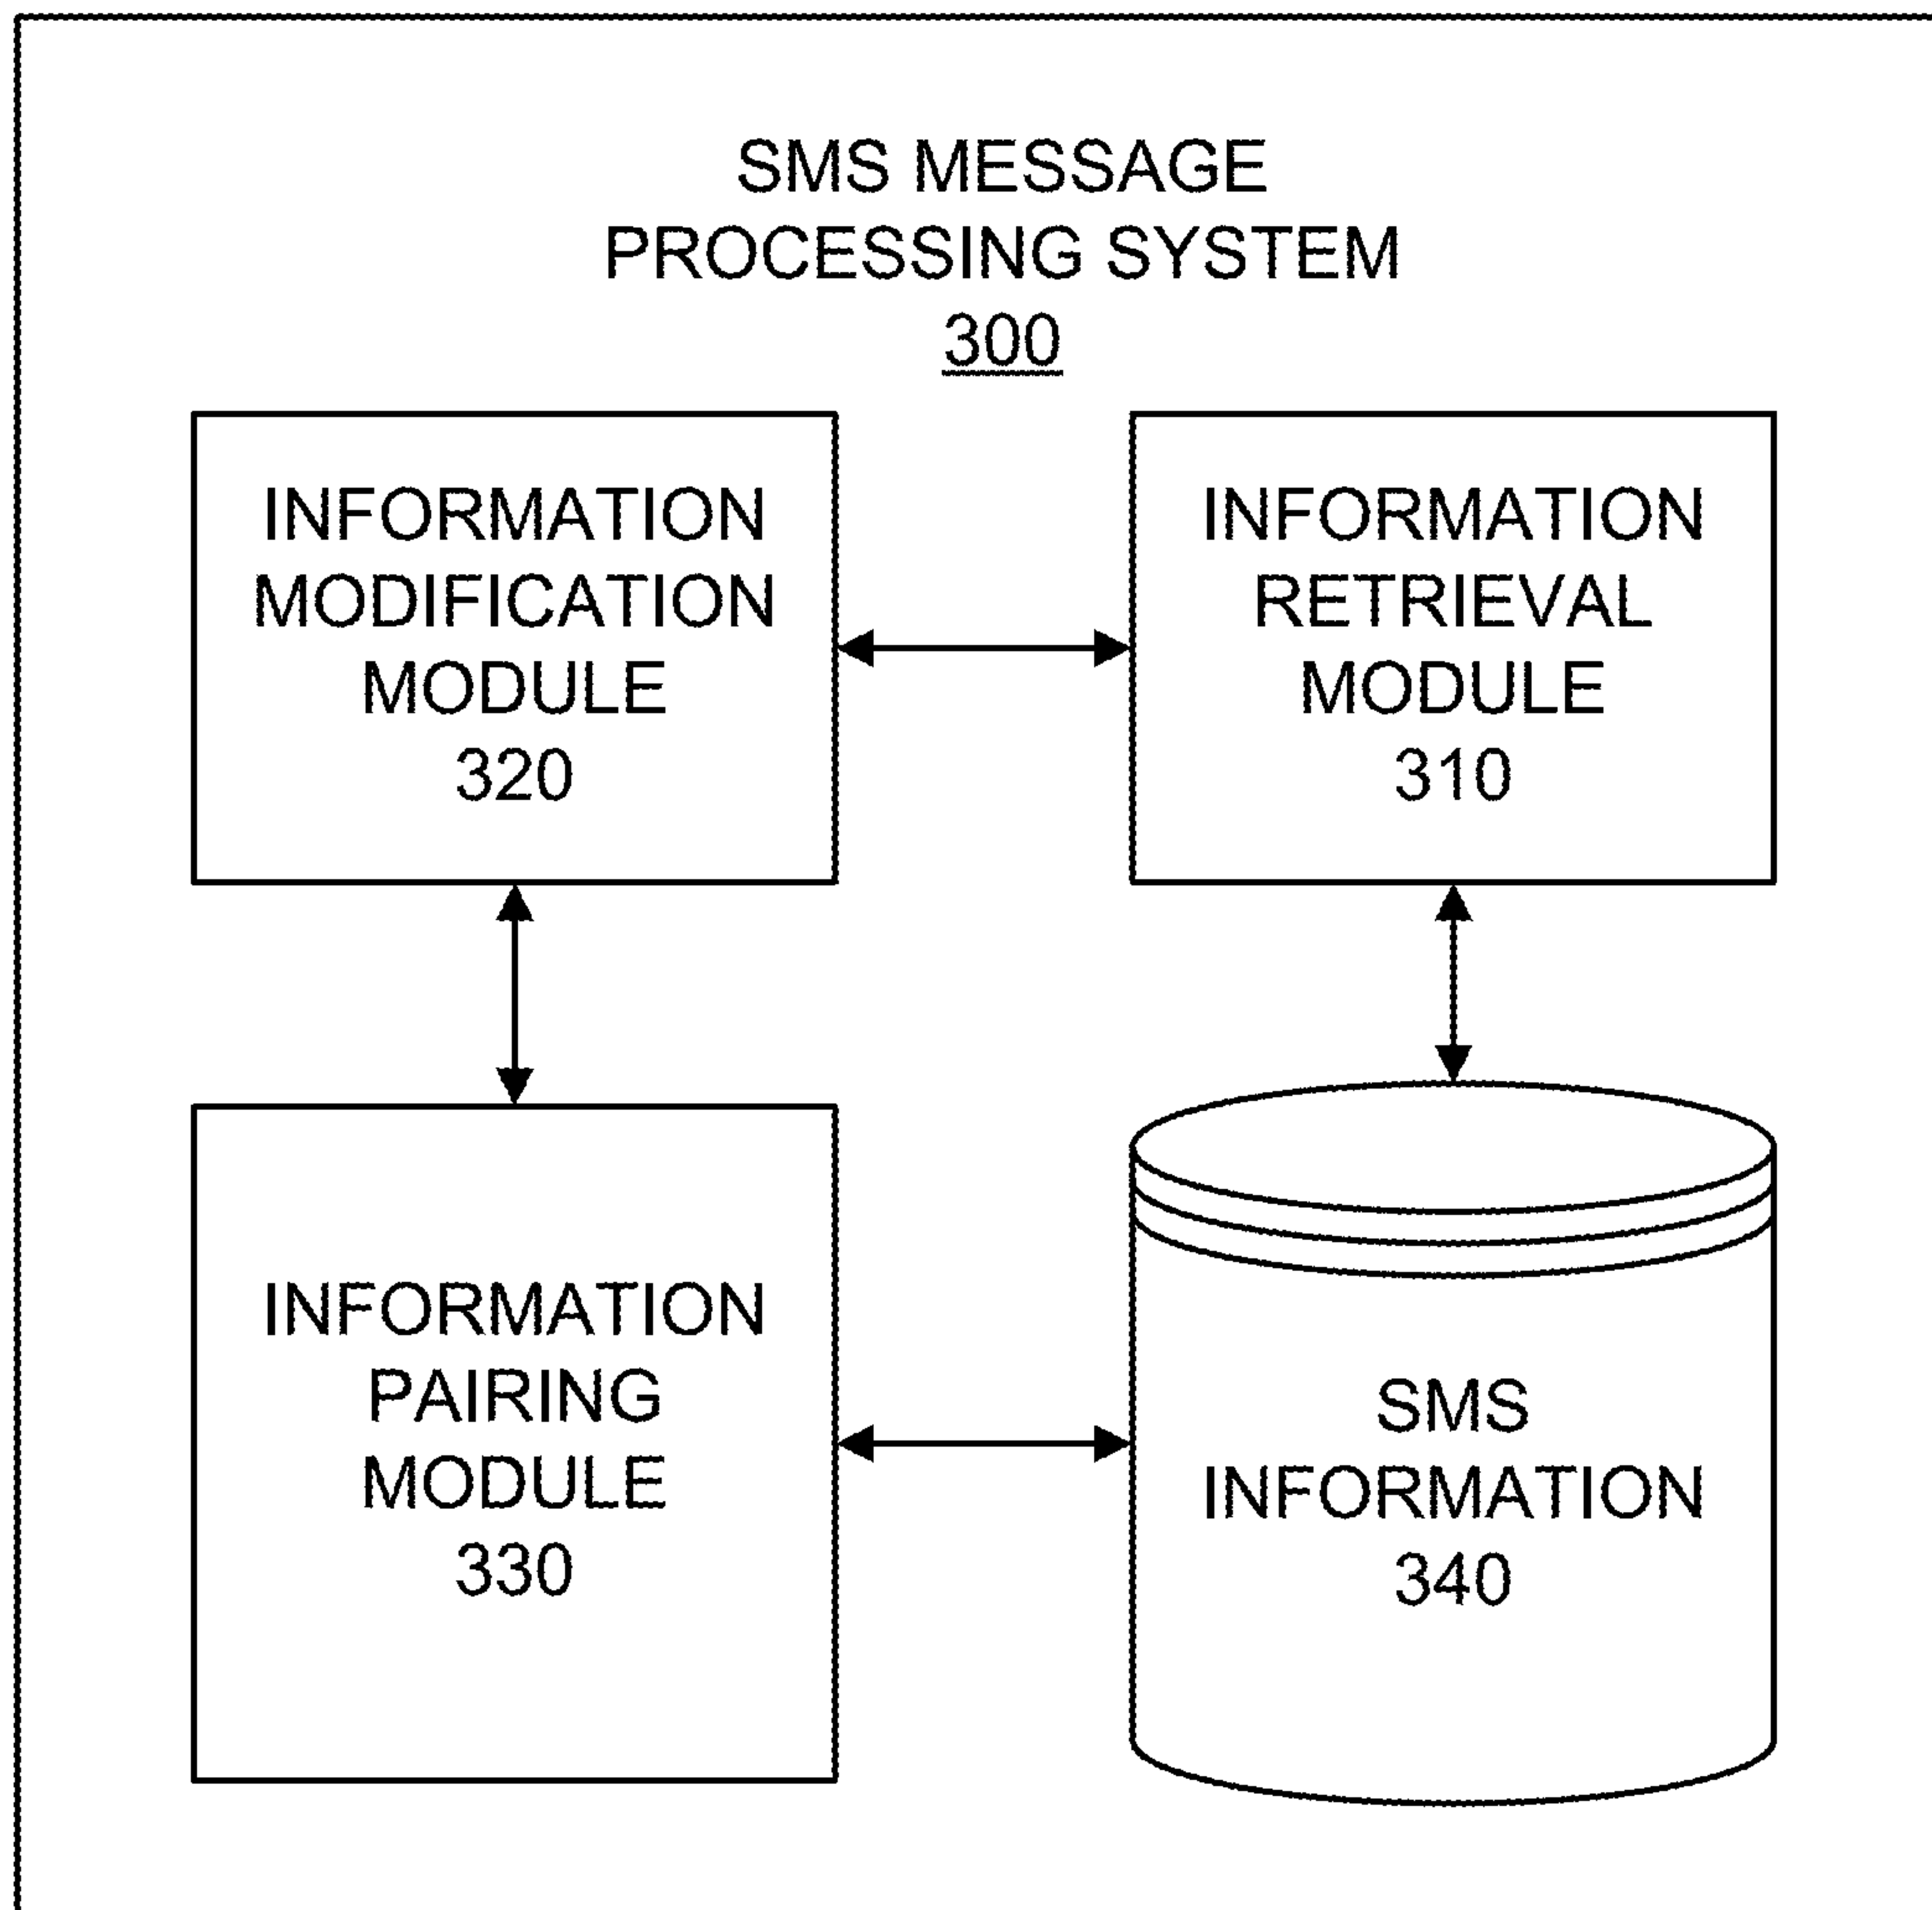 SMS MESSAGE
PROCESSING SYSTEM
300
INFORMATION
MODIFICATION
MODULE
320
INFORMATION
RETRIEVAL
MODULE
310
INFORMATION
PAIRING
MODULE
330
SMS
INFORMATION
340